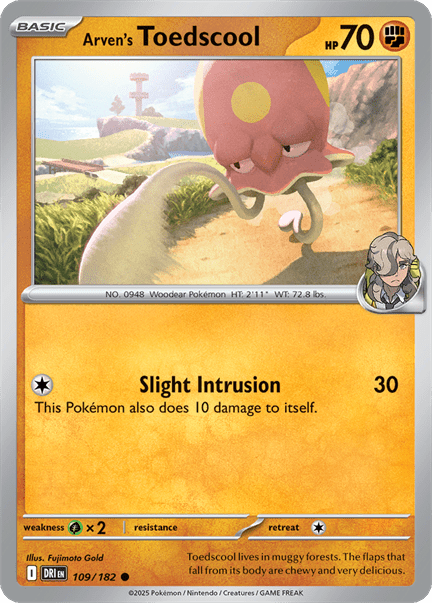 BASIC
Arven's Toedscool
HP 70
NO. 0948 Woodear Pokémon HT: 2'11" WT: 72.8 lbs.
Slight Intrusion 30
This Pokémon also does 10 damage to itself.
weakness ×2 resistance retreat
Illus. Fujimoto Gold
I DRI EN 109/182
Toedscool lives in muggy forests. The flaps that
fall from its body are chewy and very delicious.
©2025 Pokémon / Nintendo / Creatures / GAME FREAK